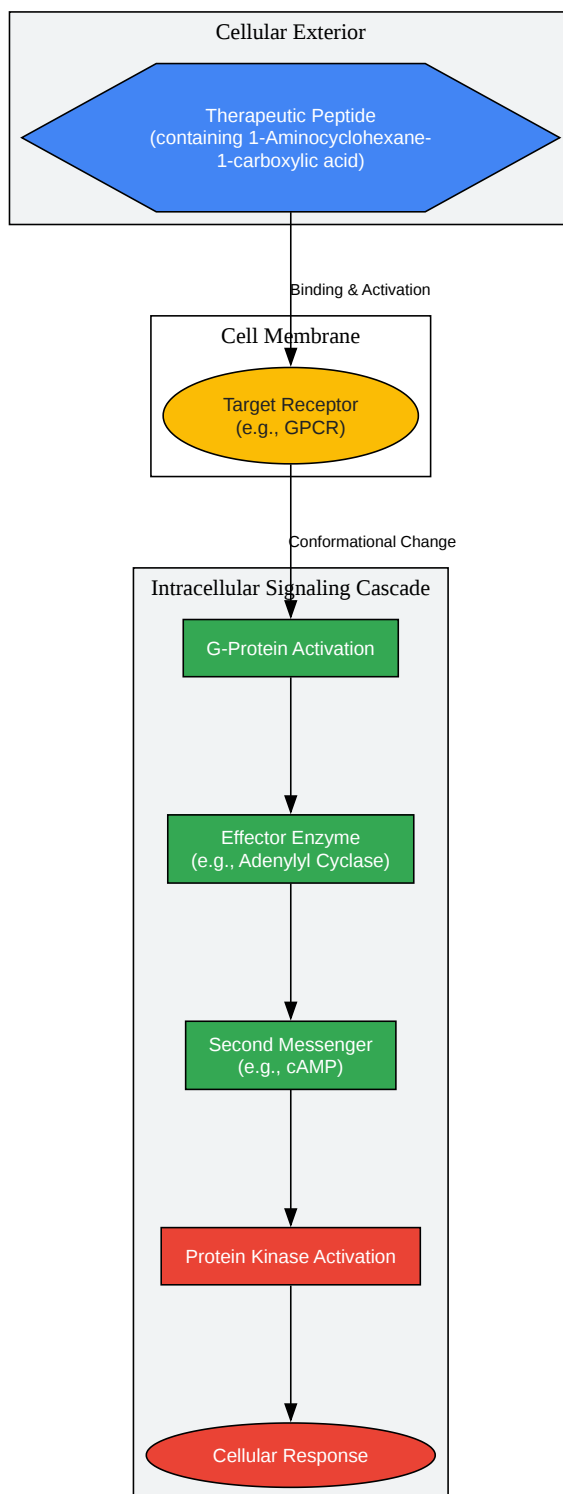 Cellular Exterior
Therapeutic Peptide
(containing 1-Aminocyclohexane-
1-carboxylic acid)
Binding & Activation
Cell Membrane
Target Receptor
(e.g., GPCR)
Conformational Change
Intracellular Signaling Cascade
G-Protein Activation
Effector Enzyme
(e.g., Adenylyl Cyclase)
Second Messenger
(e.g., cAMP)
Protein Kinase Activation
Cellular Response